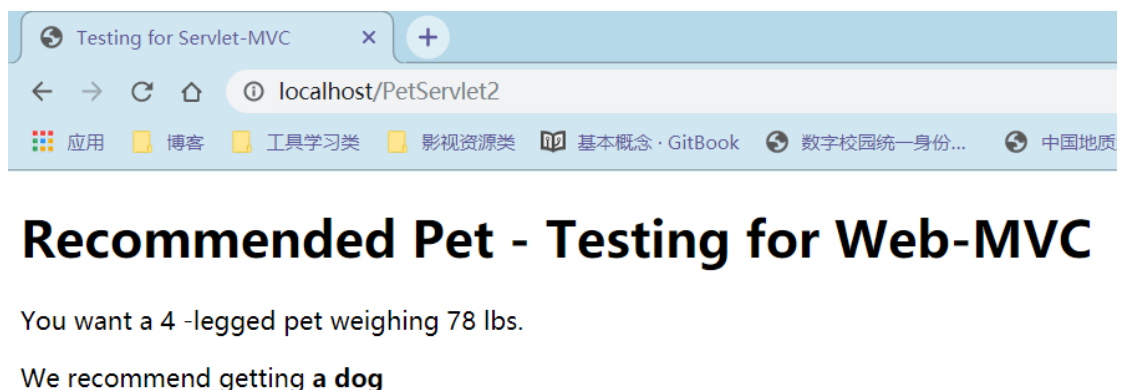 Testing for Servlet-MVC
localhost/PetServlet2
应用 博客 工具学习类 影视资源类 基本概念 · GitBook 数字校园统一身份... 中国地质
Recommended Pet - Testing for Web-MVC
You want a 4 -legged pet weighing 78 lbs.
We recommend getting a dog